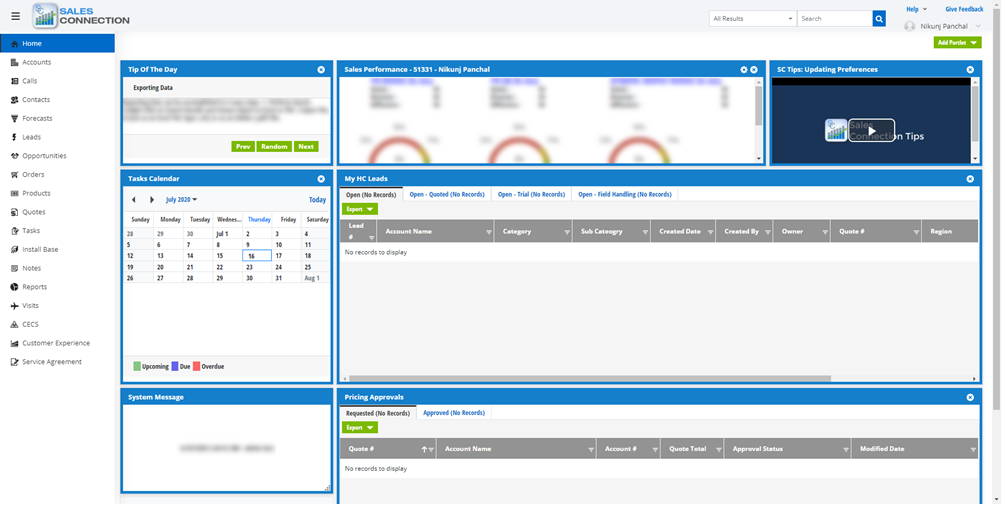 SALES
CONNECTION
All Results
Search
Help
Give Feedback
Nikunj Panchal
Add Portlet
Home
Accounts
Calls
Contacts
Forecasts
Leads
Opportunities
Orders
Products
Quotes
Tasks
Install Base
Notes
Reports
Visits
CECS
Customer Experience
Service Agreement
Tip Of The Day
Exporting Data
Prev Random Next
Sales Performance - 51331 - Nikunj Panchal
SC Tips: Updating Preferences
Sales
Connection Tips
Tasks Calendar
July 2020
Today
Sunday Monday Tuesday Wednes... Thursday Friday Saturday
28 29 30 Jul 1 2 3 4
5 6 7 8 9 10 11
12 13 14 15 16 17 18
19 20 21 22 23 24 25
26 27 28 29 30 31 Aug 1
Upcoming Due Overdue
My HC Leads
Open (No Records) Open - Quoted (No Records) Open - Trial (No Records) Open - Field Handling (No Records)
Export
Lead # Account Name Category Sub Cateogry Created Date Created By Owner Quote # Region
No records to display
System Message
Pricing Approvals
Requested (No Records) Approved (No Records)
Export
Quote # Account Name Account # Quote Total Approval Status Modified Date
No records to display